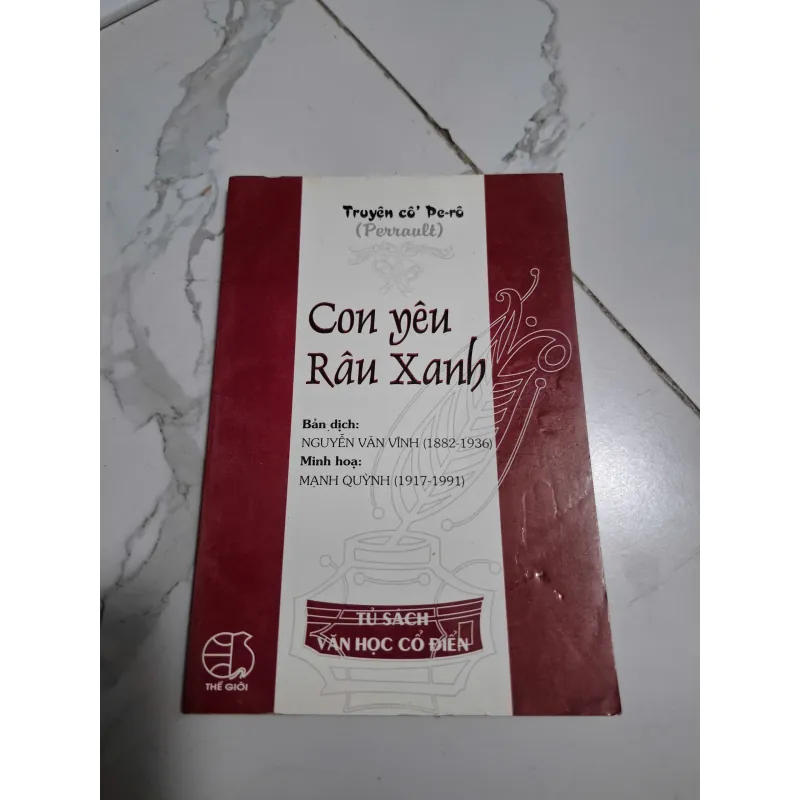 Truyện cổ Pe-rô
(Perrault)
Con yêu
Râu Xanh
Bản dịch:
NGUYỄN VĂN VĨNH (1882-1936)
Minh hoạ:
MẠNH QUỲNH (1917-1991)
TỦ SÁCH
VĂN HỌC CỔ ĐIỂN
THẾ GIỚI